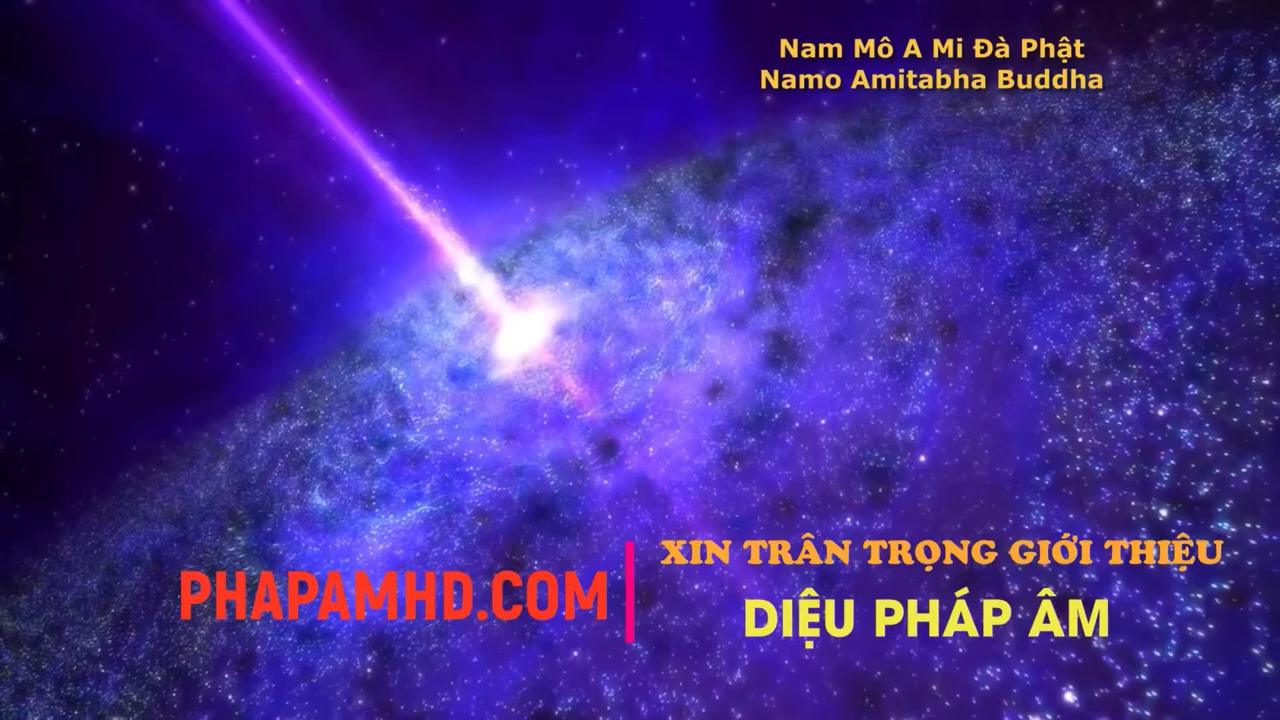 Nam Mô A Mi Đà Phật
Namo Amitabha Buddha
XIN TRÂN TRỌNG GIỚI THIỆU
PHAPAMHD.COM
DIỆU PHÁP ÂM